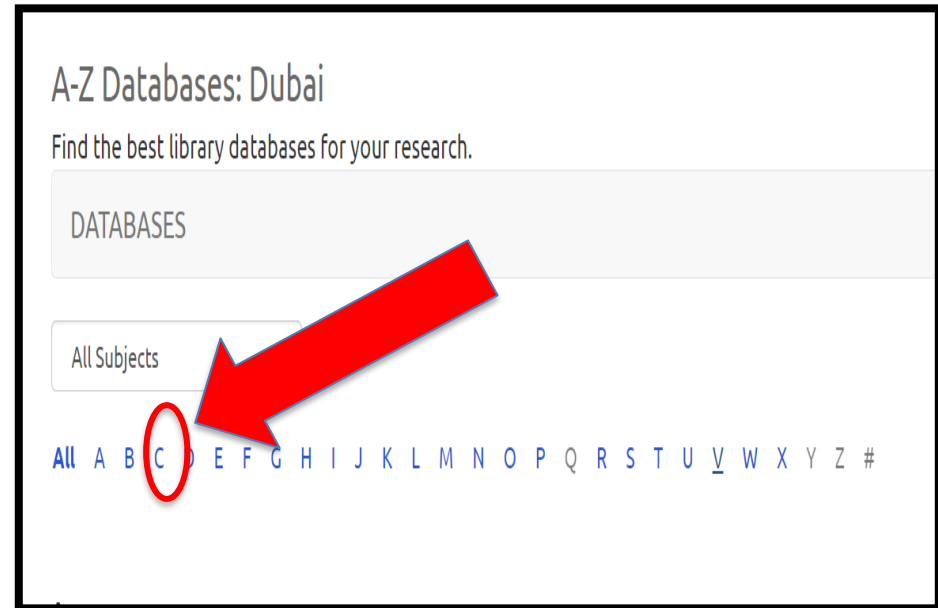 A-Z Databases: Dubai
Find the best library databases for your research.
DATABASES
All Subjects
All A B C D E F G H I J K L M N O P Q R S T U V W X Y Z #